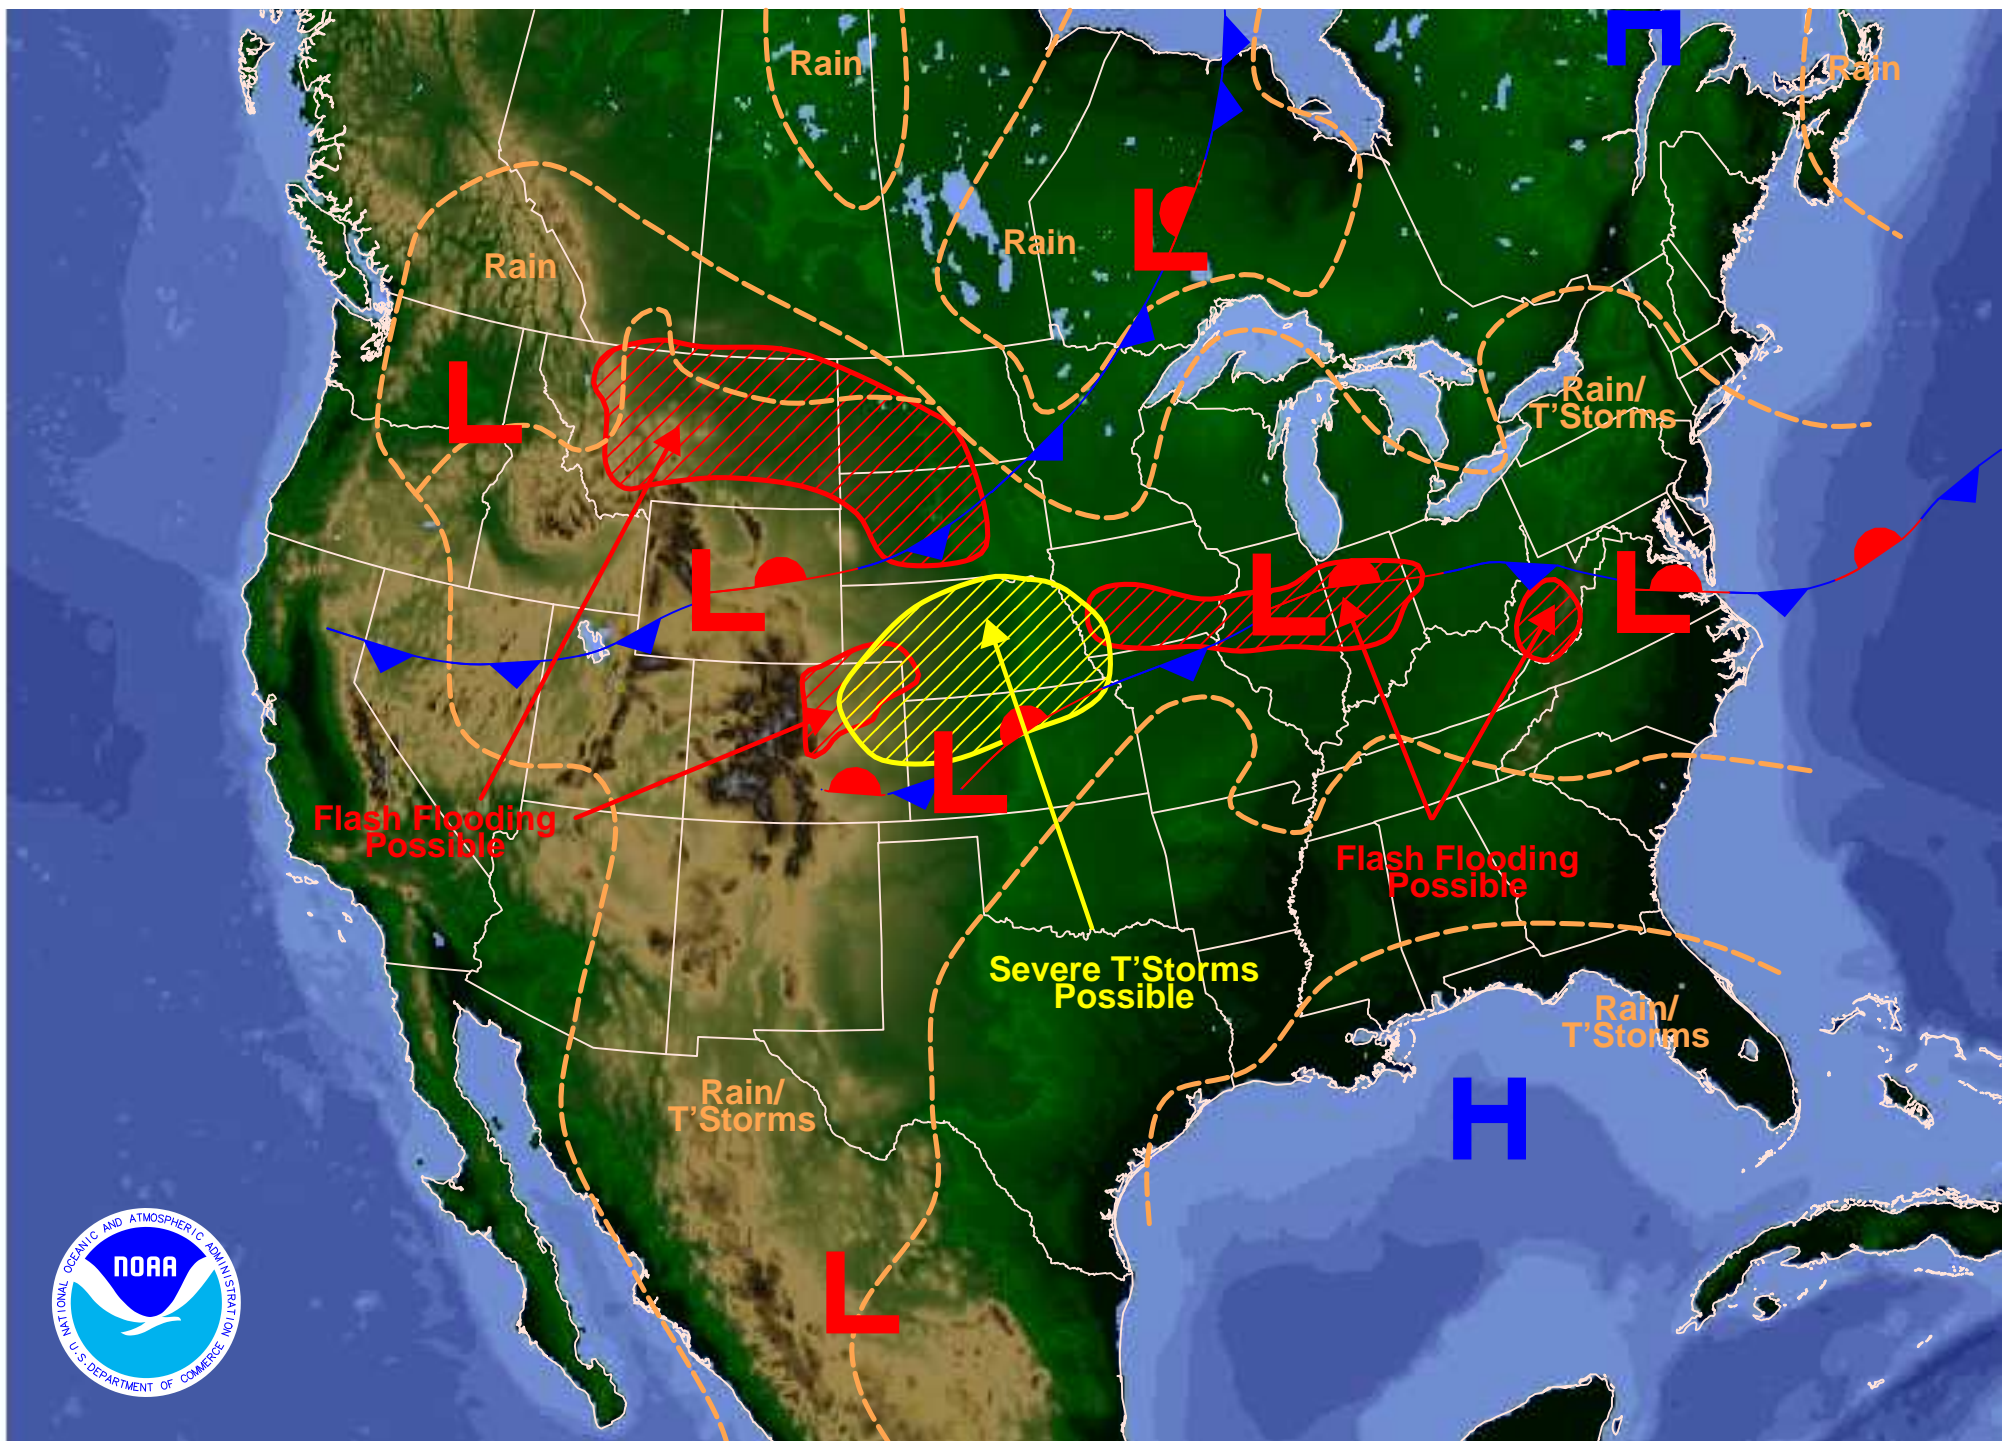 H
Rain
Rain
Rain
L
Rain
L
Rain/
T'Storms
L
L
L
L
Flash Flooding
Possible
Flash Flooding
Possible
Severe T'Storms
Possible
Rain/
T'Storms
H
Rain/
T'Storms
L
NATIONAL OCEANIC AND ATMOSPHERIC ADMINISTRATION
NOAA
U.S. DEPARTMENT OF COMMERCE